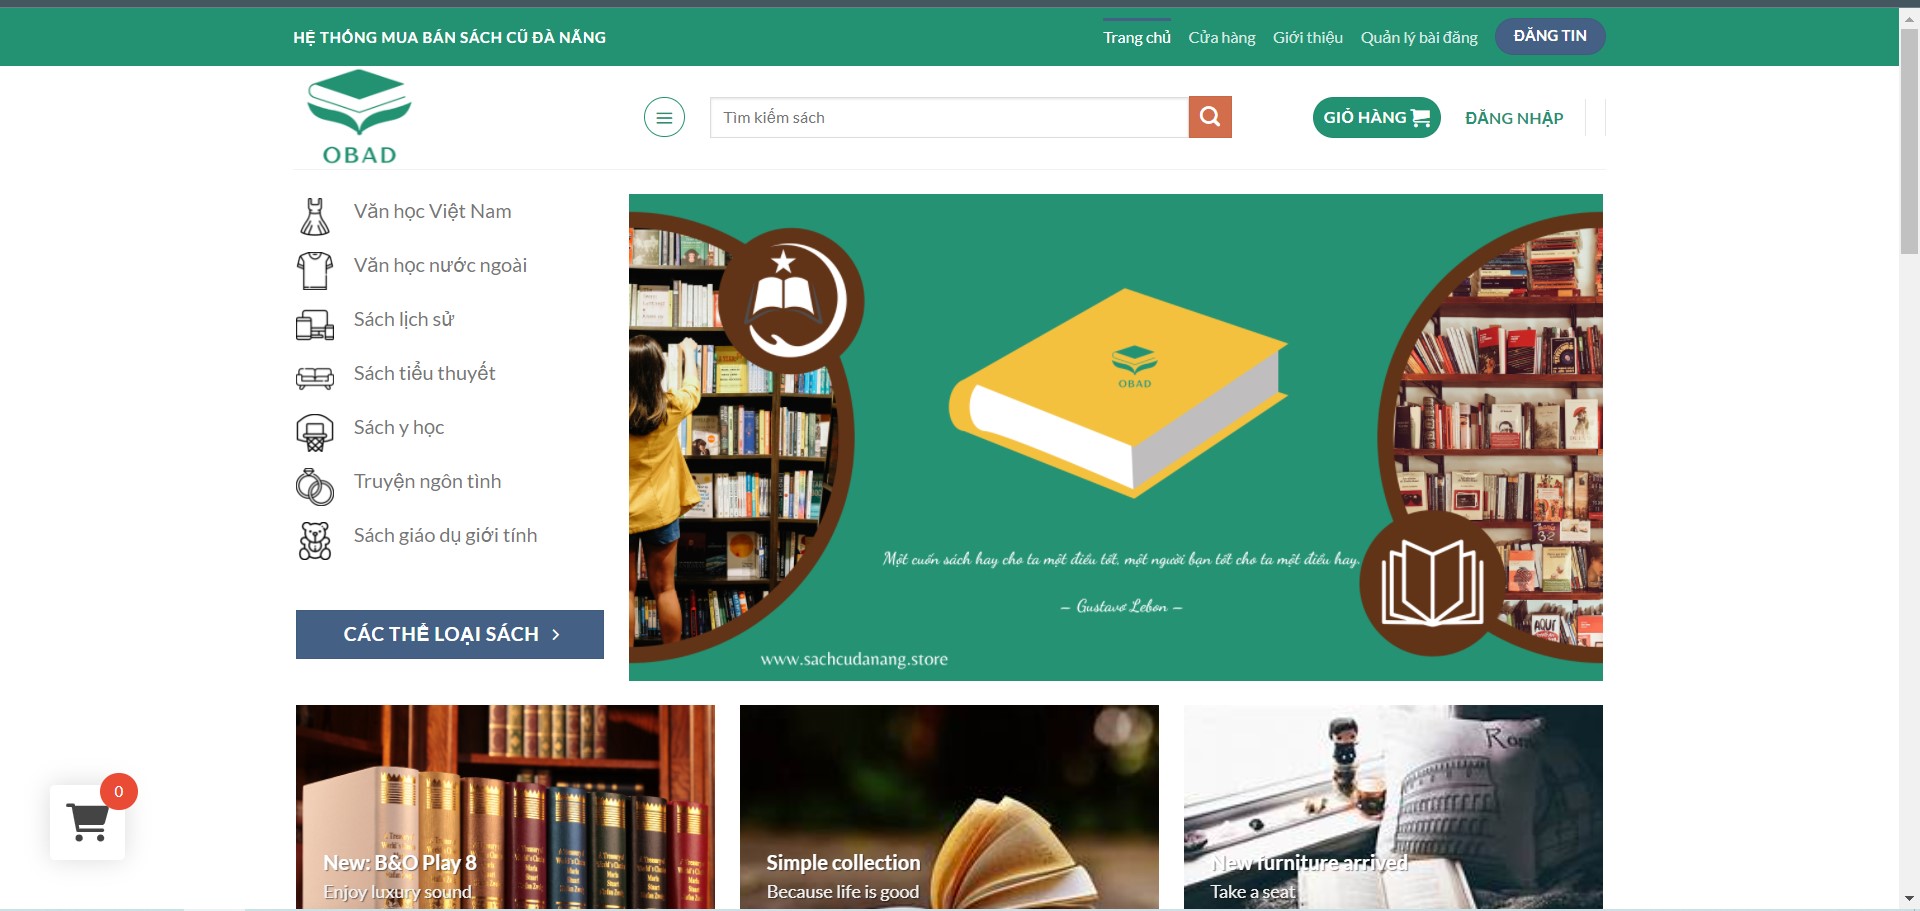 HỆ THỐNG MUA BÁN SÁCH CŨ ĐÀ NẴNG
Trang chủ
Cửa hàng
Giới thiệu
Quản lý bài đăng
ĐĂNG TIN
OBAD
Tìm kiếm sách
GIỎ HÀNG
ĐĂNG NHẬP
Văn học Việt Nam
Văn học nước ngoài
Sách lịch sử
Sách tiểu thuyết
Sách y học
Truyện ngôn tình
Sách giáo dụ giới tính
CÁC THỂ LOẠI SÁCH
OBAD
Một cuốn sách hay cho ta một điều tốt, một người bạn tốt cho ta một điều hay.
– Gustavo Lebon –
www.sachcudanang.store
New: B&O Play 8
Enjoy luxury sound.
Simple collection
Because life is good
Rom
New furniture arrived
Take a seat
0